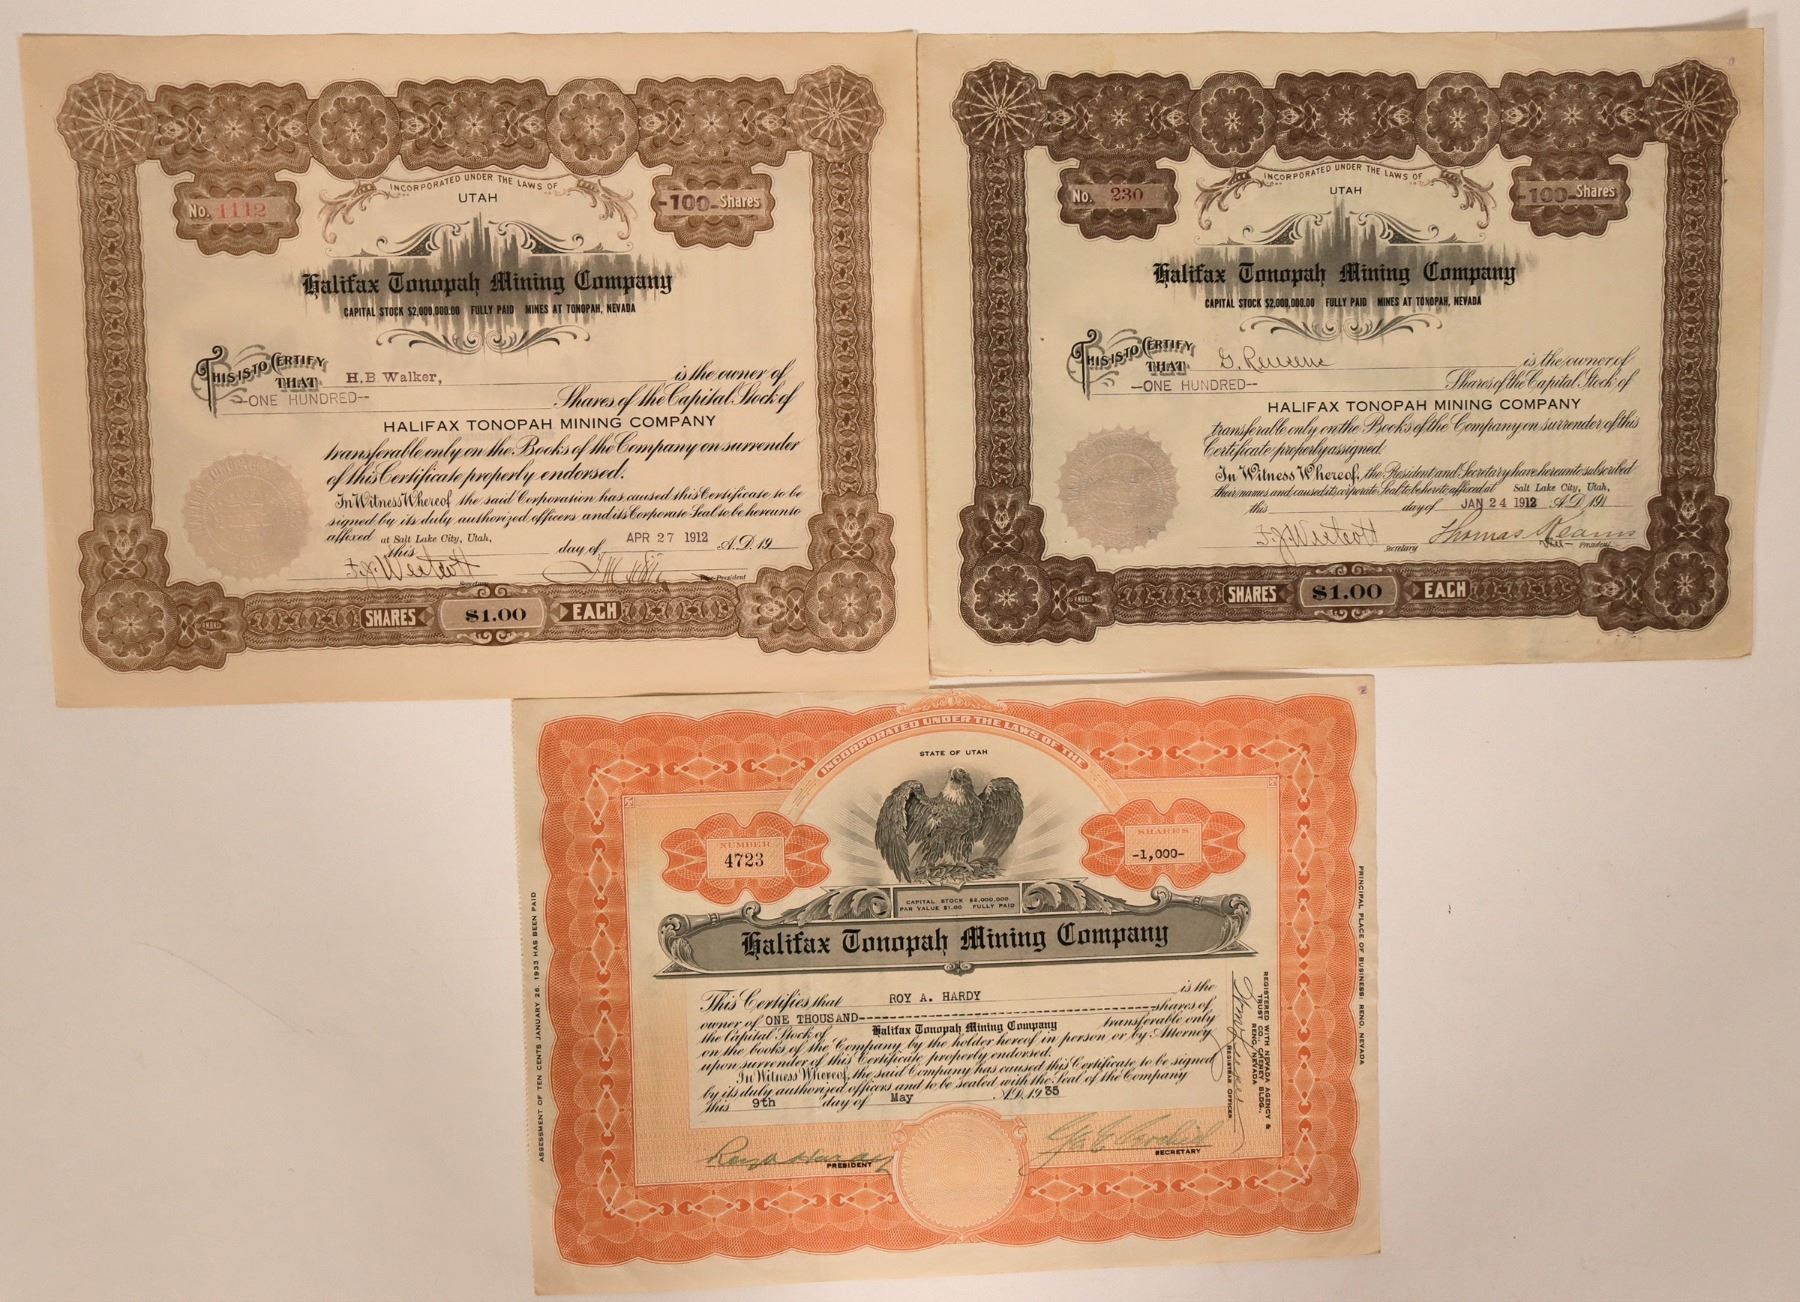 INCORPORATED UNDER THE LAWS OF
UTAH
No. 1112
-100- Shares
Halifax Tonopah Mining Company
CAPITAL STOCK $2,000,000.00 FULLY PAID MINES AT TONOPAH, NEVADA
This is to Certify that H.B. Walker, is the owner of
--ONE HUNDRED-- Shares of the Capital Stock of
HALIFAX TONOPAH MINING COMPANY
transferable only on the Books of the Company on surrender
of this Certificate properly endorsed.
In Witness Whereof, the said Corporation has caused this Certificate to be
signed by its duly authorized officers and its Corporate Seal to be hereunto
affixed at Salt Lake City, Utah,
this day of APR 27 1912 A.D. 19
F.J. Westcott
Secretary Vice-President
SHARES $1.00 EACH
INCORPORATED UNDER THE LAWS OF
UTAH
No. 230
-100- Shares
Halifax Tonopah Mining Company
CAPITAL STOCK $2,000,000.00 FULLY PAID MINES AT TONOPAH, NEVADA
This is to Certify that G. is the owner of
--ONE HUNDRED-- Shares of the Capital Stock of
HALIFAX TONOPAH MINING COMPANY
transferable only on the Books of the Company on surrender of this
Certificate properly assigned.
In Witness Whereof, the President and Secretary have hereunto subscribed
their names and caused its corporate Seal to be hereto affixed at Salt Lake City, Utah,
this day of JAN 24 1912 A.D. 191
F.J. Westcott Thomas Kearns
Secretary Vice- President
SHARES $1.00 EACH
INCORPORATED UNDER THE LAWS OF THE
STATE OF UTAH
NUMBER
4723
SHARES
-1,000-
CAPITAL STOCK $2,000,000
PAR VALUE $1.00 FULLY PAID
Halifax Tonopah Mining Company
This Certifies that ROY A. HARDY is the
owner of ONE THOUSAND shares of
the Capital Stock of Halifax Tonopah Mining Company transferable only
on the books of the Company by the holder hereof in person or by Attorney
upon surrender of this Certificate properly endorsed.
In Witness Whereof, the said Company has caused this Certificate to be signed
by its duly authorized officers and to be sealed with the Seal of the Company
this 9th day of May A.D. 1935
Roy A Hardy
PRESIDENT
SECRETARY
ASSESSMENT OF TEN CENTS JANUARY 26, 1933 HAS BEEN PAID
REGISTERED WITH NEVADA AGENCY &
TRUST CO., CHENEY BLDG.,
RENO, NEVADA
REGISTRAR OFFICER
PRINCIPAL PLACE OF BUSINESS: RENO, NEVADA